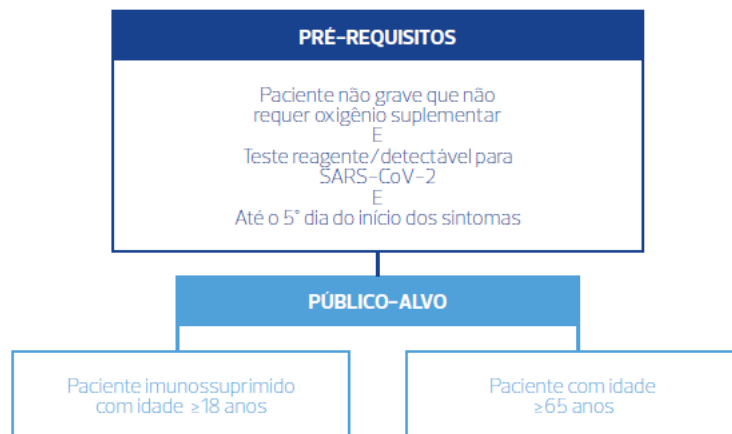 PRÉ-REQUISITOS
Paciente não grave que não
requer oxigênio suplementar
E
Teste reagente/detectável para
SARS-CoV-2
E
Até o 5° dia do início dos sintomas
PÚBLICO-ALVO
Paciente imunossuprimido
com idade ≥18 anos
Paciente com idade
≥65 anos